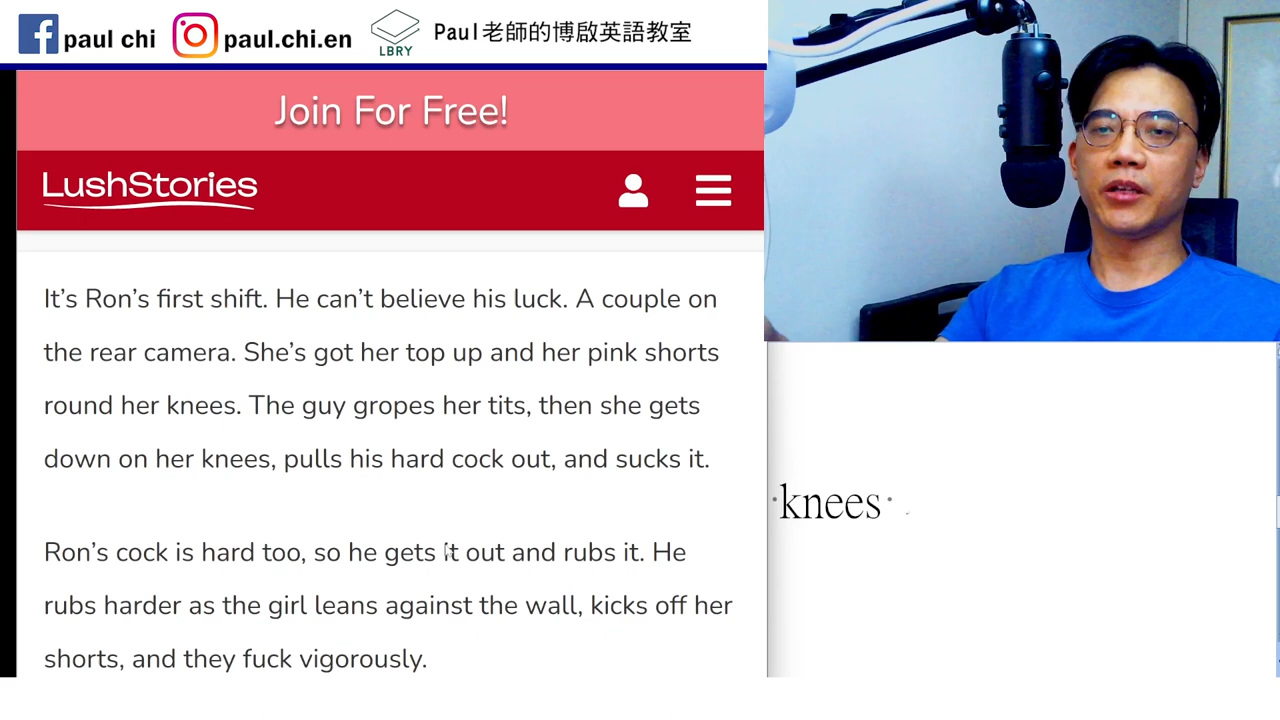 paul chi
paul.chi.en
LBRY
Paul老師的博啟英語教室
Join For Free!
LushStories
It’s Ron’s first shift. He can’t believe his luck. A couple on
the rear camera. She’s got her top up and her pink shorts
round her knees. The guy gropes her tits, then she gets
down on her knees, pulls his hard cock out, and sucks it.
Ron’s cock is hard too, so he gets it out and rubs it. He
rubs harder as the girl leans against the wall, kicks off her
shorts, and they fuck vigorously.
knees